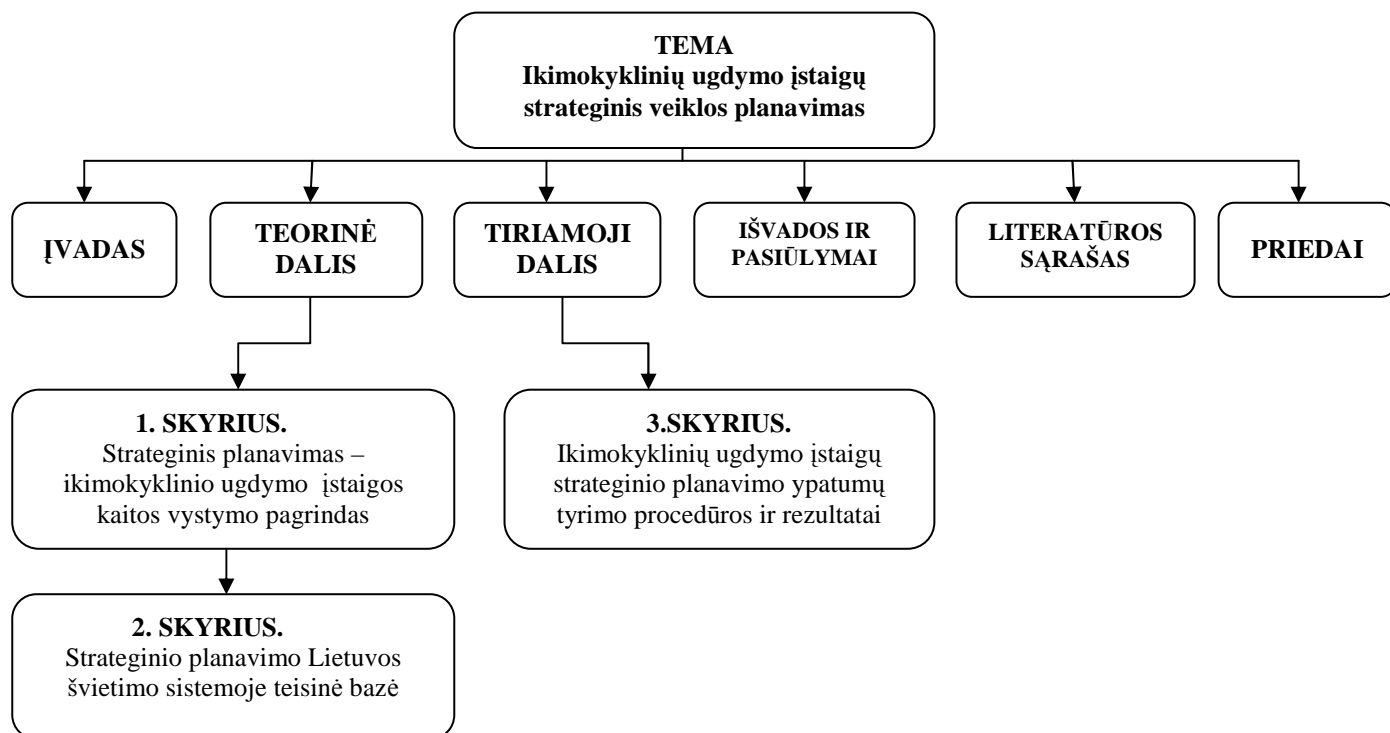 TEMA
Ikimokyklinių ugdymo įstaigų
strateginis veiklos planavimas
ĮVADAS
TEORINĖ
DALIS
TIRIAMOJI
DALIS
IŠVADOS IR
PASIŪLYMAI
LITERATŪROS
SĄRAŠAS
PRIEDAI
1. SKYRIUS.
Strateginis planavimas –
ikimokyklinio ugdymo įstaigos
kaitos vystymo pagrindas
3.SKYRIUS.
Ikimokyklinių ugdymo įstaigų
strateginio planavimo ypatumų
tyrimo procedūros ir rezultatai
2. SKYRIUS.
Strateginio planavimo Lietuvos
švietimo sistemoje teisinė bazė